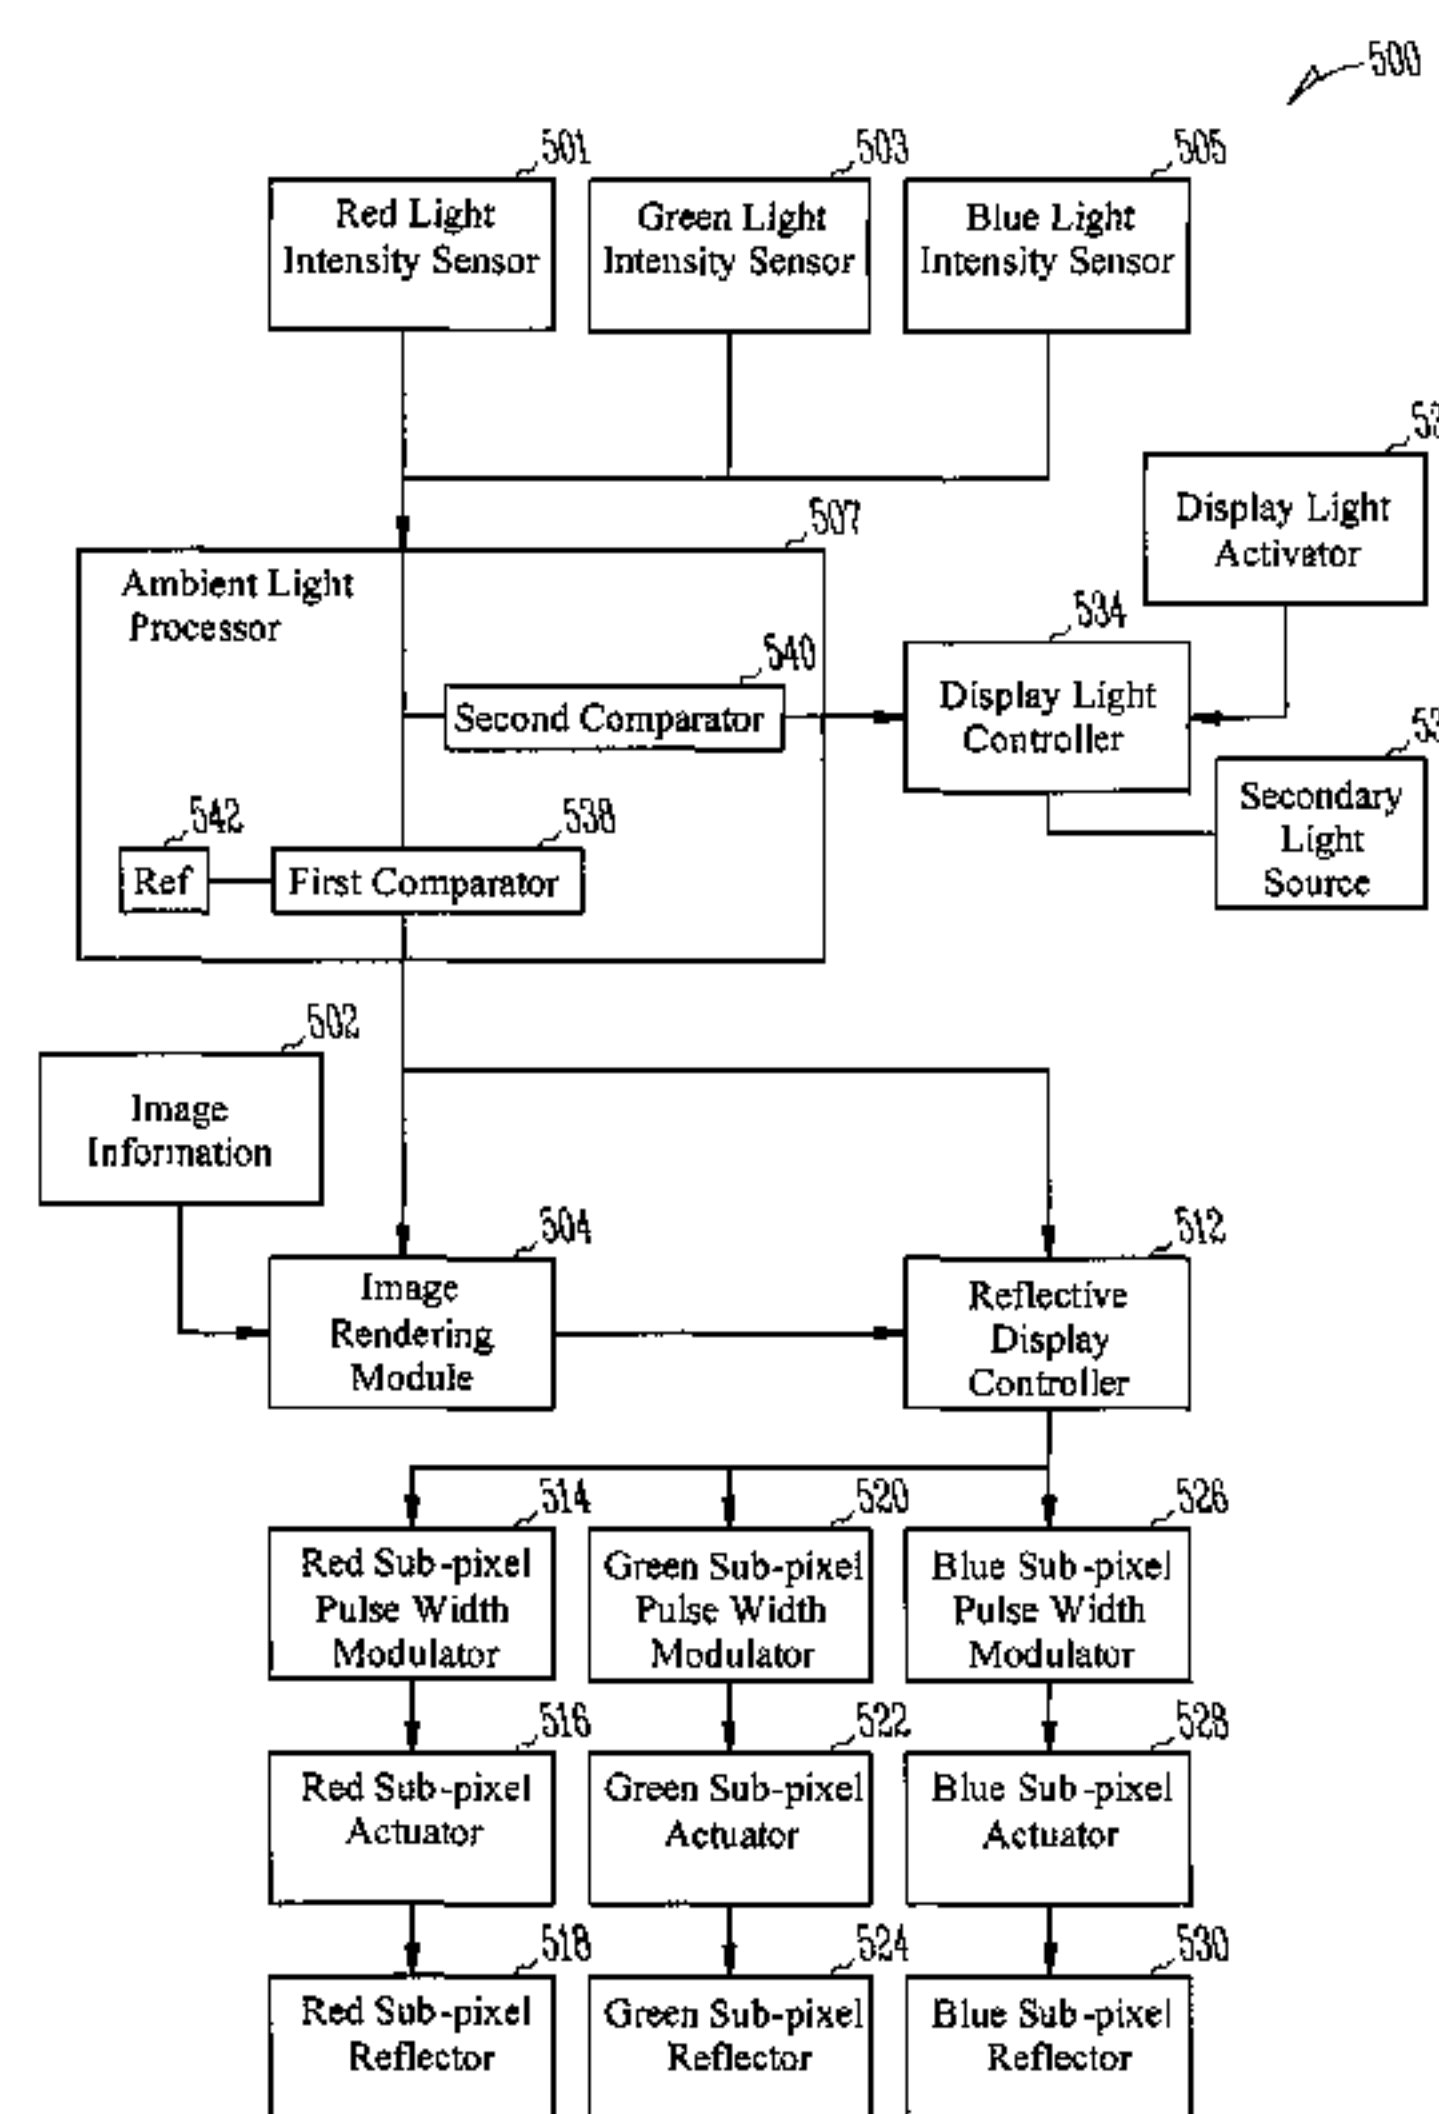 500
501
503
505
Red Light
Intensity Sensor
Green Light
Intensity Sensor
Blue Light
Intensity Sensor
Display Light
Activator
507
Ambient Light
Processor
534
Display Light
Controller
540
Second Comparator
Secondary
Light
Source
542
Ref
538
First Comparator
502
Image
Information
504
Image
Rendering
Module
512
Reflective
Display
Controller
514
Red Sub-pixel
Pulse Width
Modulator
520
Green Sub-pixel
Pulse Width
Modulator
526
Blue Sub-pixel
Pulse Width
Modulator
516
Red Sub-pixel
Actuator
522
Green Sub-pixel
Actuator
528
Blue Sub-pixel
Actuator
518
Red Sub-pixel
Reflector
524
Green Sub-pixel
Reflector
530
Blue Sub-pixel
Reflector